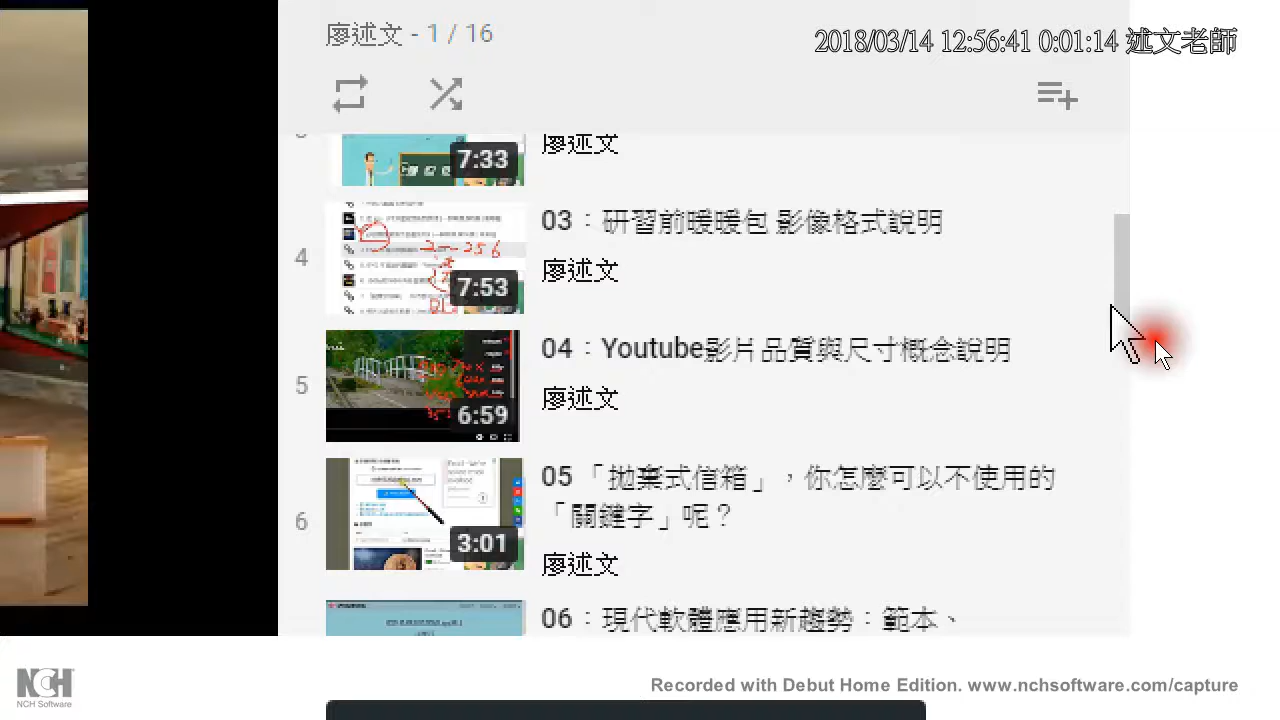 廖述文 - 1 / 16
2018/03/14 12:56:41 0:01:14 述文老師
7:33
廖述文
4
7:53
03：研習前暖暖包 影像格式說明
廖述文
5
6:59
04：Youtube影片品質與尺寸概念說明
廖述文
6
3:01
05 「拋棄式信箱」，你怎麼可以不使用的
「關鍵字」呢？
廖述文
06：現代軟體應用新趨勢：範本、
NCH
NCH Software
Recorded with Debut Home Edition. www.nchsoftware.com/capture